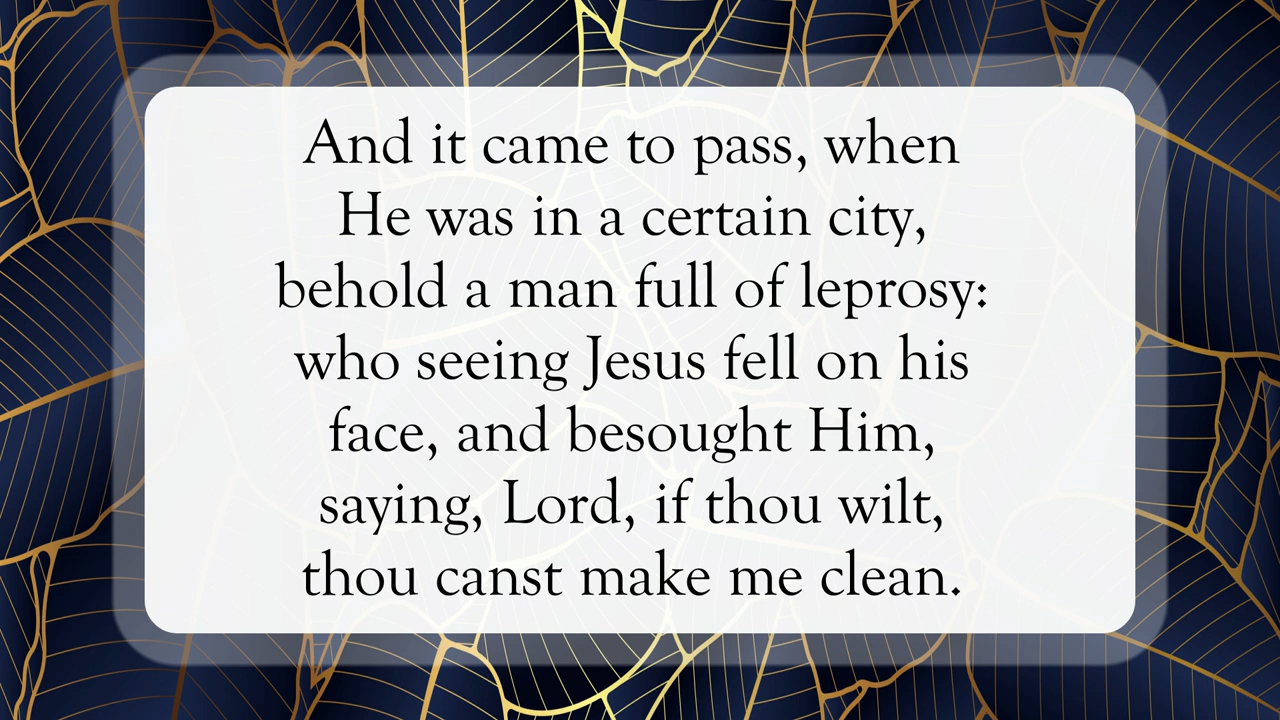 And it came to pass, when
He was in a certain city,
behold a man full of leprosy:
who seeing Jesus fell on his
face, and besought Him,
saying, Lord, if thou wilt,
thou canst make me clean.